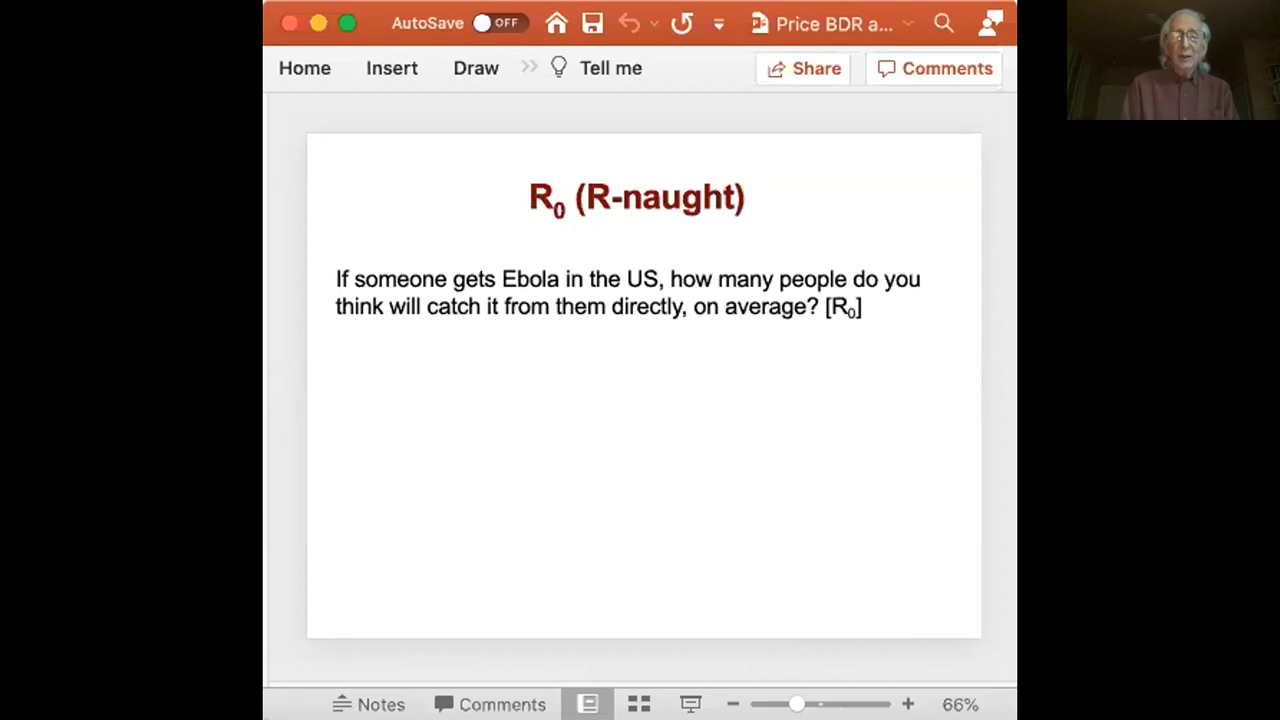 AutoSave OFF Price BDR a...
Home Insert Draw Tell me Share Comments
R₀ (R-naught)
If someone gets Ebola in the US, how many people do you
think will catch it from them directly, on average? [R₀]
Notes Comments 66%